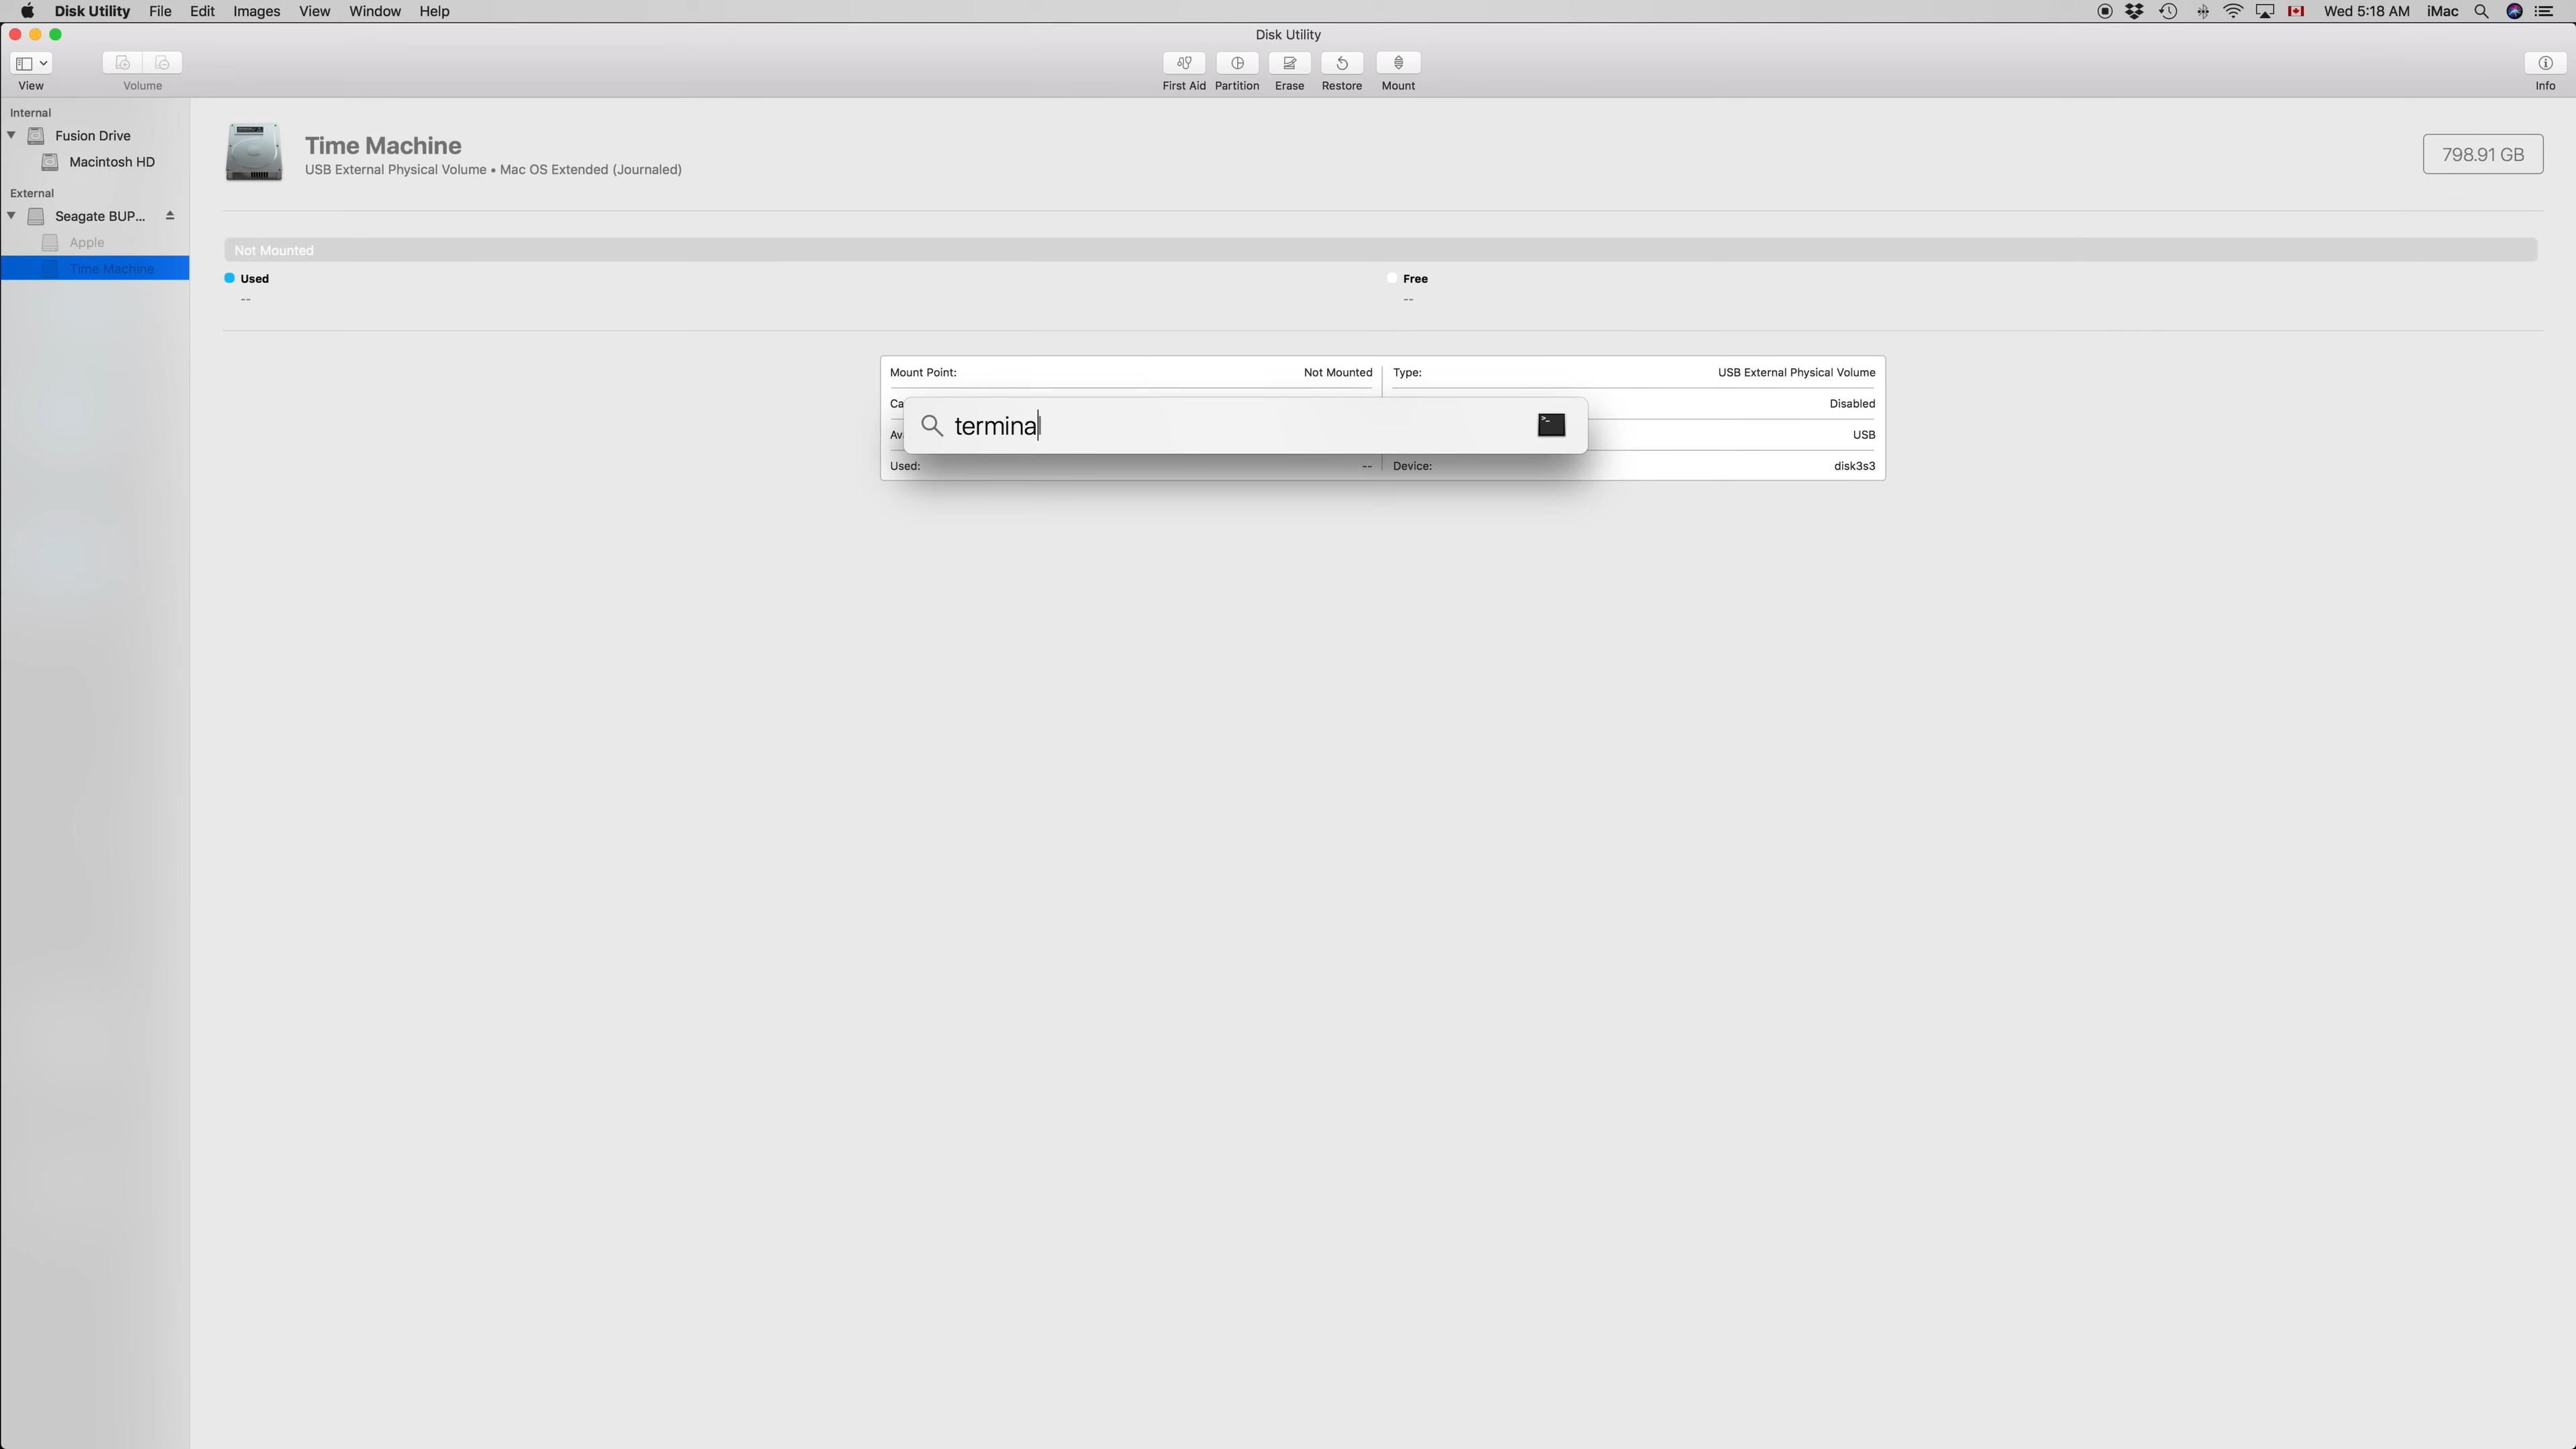 Disk Utility File Edit Images View Window Help Wed 5:18 AM iMac
Disk Utility
View Volume First Aid Partition Erase Restore Mount Info
Internal
Fusion Drive
Macintosh HD
External
Seagate BUP...
Apple
Time Machine
Time Machine
USB External Physical Volume • Mac OS Extended (Journaled)
798.91 GB
Not Mounted
Used
--
Free
--
Mount Point: Not Mounted Type: USB External Physical Volume
Ca Disabled
terminal
USB
Used: -- Device: disk3s3